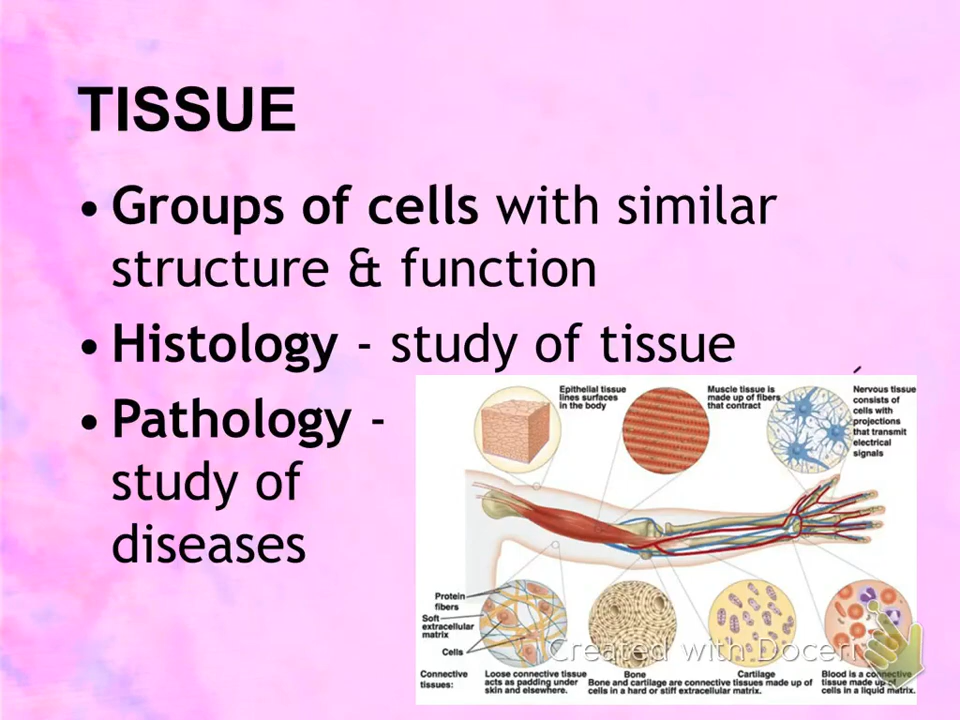 TISSUE
• Groups of cells with similar
structure & function
• Histology - study of tissue
• Pathology -
study of
diseases
Epithelial tissue
lines surfaces
in the body
Muscle tissue is
made up of fibers
that contract
Nervous tissue
consists of
cells with
projections
that transmit
electrical
signals
Protein
fibers
Soft
extracellular
matrix
Cells
Connective
tissues:
Loose connective tissue
acts as padding under
skin and elsewhere.
Bone
Cartilage
Bone and cartilage are connective tissues made up of
cells in a hard or stiff extracellular matrix.
Blood is a connective
tissue made up of
cells in a liquid matrix.
Created with Doceri